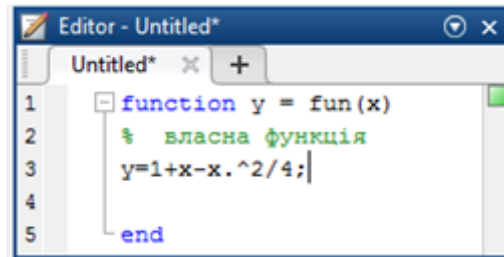 Editor - Untitled*
Untitled* × +
1 function y = fun(x)
2 % власна функція
3 y=1+x-x.^2/4;
4
5 end